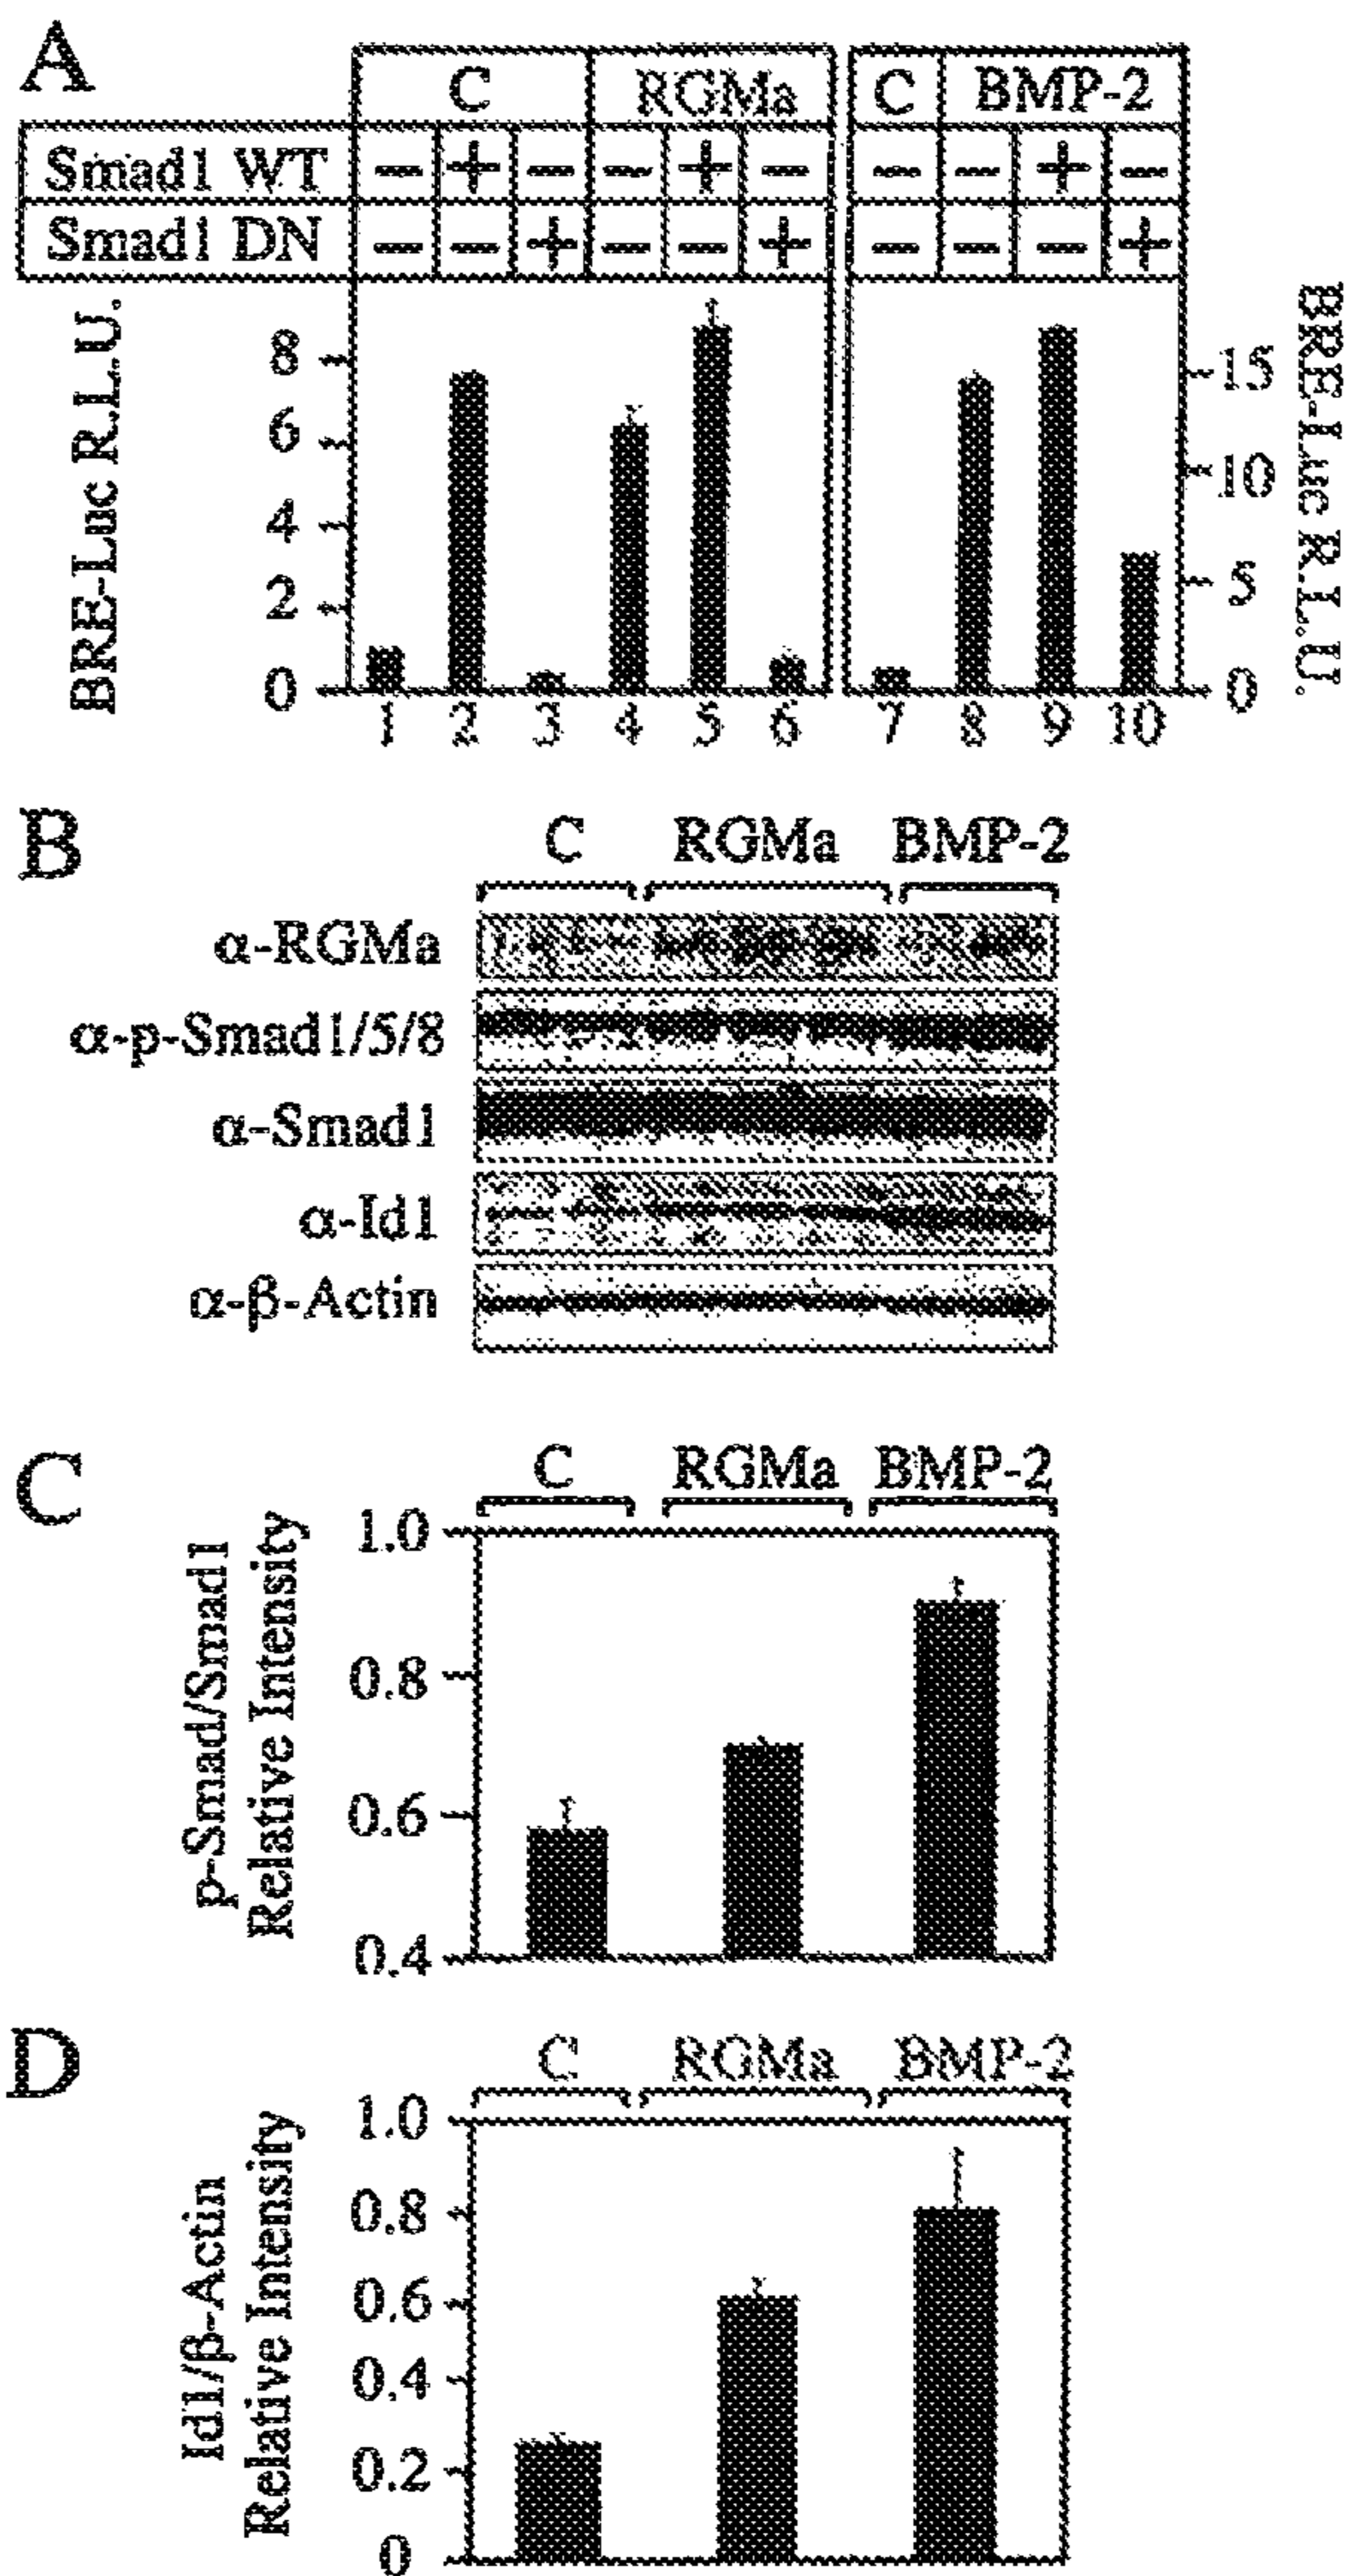 A
C RGMa C BMP-2
Smad1 WT − + − − + − − − + −
Smad1 DN − − + − − + − − − +
BRE-Luc R.L.U.
8
6
4
2
0
15
10
5
0
BRE-Luc R.L.U.
1 2 3 4 5 6 7 8 9 10
B
C RGMa BMP-2
α-RGMa
α-p-Smad1/5/8
α-Smad1
α-Id1
α-β-Actin
C
C RGMa BMP-2
p-Smad/Smad1
Relative Intensity
1.0
0.8
0.6
0.4
D
C RGMa BMP-2
Id1/β-Actin
Relative Intensity
1.0
0.8
0.6
0.4
0.2
0